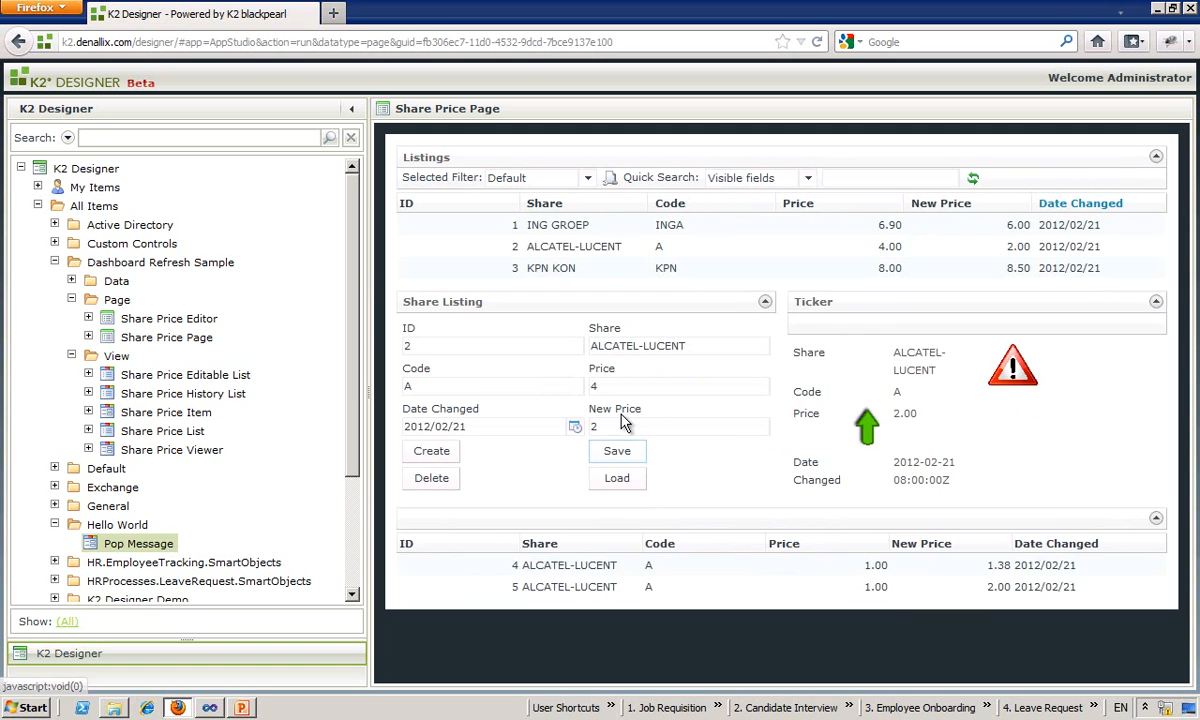 Firefox
K2 Designer - Powered by K2 blackpearl
k2.denallix.com/designer/#app=AppStudio&action=run&datatype=page&guid=fb306ec7-11d0-4532-9dcd-7bce9137e100
Google
K2* DESIGNER Beta
Welcome Administrator
K2 Designer
Share Price Page
Search:
K2 Designer
My Items
All Items
Active Directory
Custom Controls
Dashboard Refresh Sample
Data
Page
Share Price Editor
Share Price Page
View
Share Price Editable List
Share Price History List
Share Price Item
Share Price List
Share Price Viewer
Default
Exchange
General
Hello World
Pop Message
HR.EmployeeTracking.SmartObjects
HRProcesses.LeaveRequest.SmartObjects
K2 Designer Demo
Show: (All)
K2 Designer
Listings
Selected Filter: Default Quick Search: Visible fields
ID Share Code Price New Price Date Changed
1 ING GROEP INGA 6.90 6.00 2012/02/21
2 ALCATEL-LUCENT A 4.00 2.00 2012/02/21
3 KPN KON KPN 8.00 8.50 2012/02/21
Share Listing
ID Share
2 ALCATEL-LUCENT
Code Price
A 4
Date Changed New Price
2012/02/21 2
Create Save
Delete Load
Ticker
Share ALCATEL-
LUCENT
Code A
Price 2.00
Date 2012-02-21
Changed 08:00:00Z
ID Share Code Price New Price Date Changed
4 ALCATEL-LUCENT A 1.00 1.38 2012/02/21
5 ALCATEL-LUCENT A 1.00 2.00 2012/02/21
javascript:void(0)
Start
User Shortcuts » 1. Job Requisition » 2. Candidate Interview » 3. Employee Onboarding » 4. Leave Request » EN